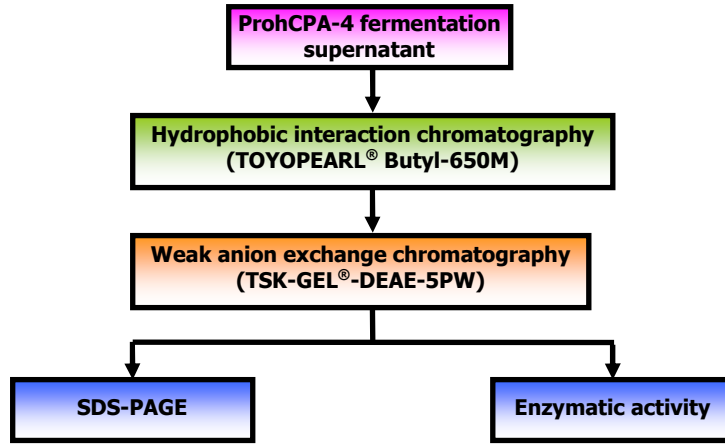 ProhCPA-4 fermentation
supernatant
Hydrophobic interaction chromatography
(TOYOPEARL® Butyl-650M)
Weak anion exchange chromatography
(TSK-GEL®-DEAE-5PW)
SDS-PAGE
Enzymatic activity